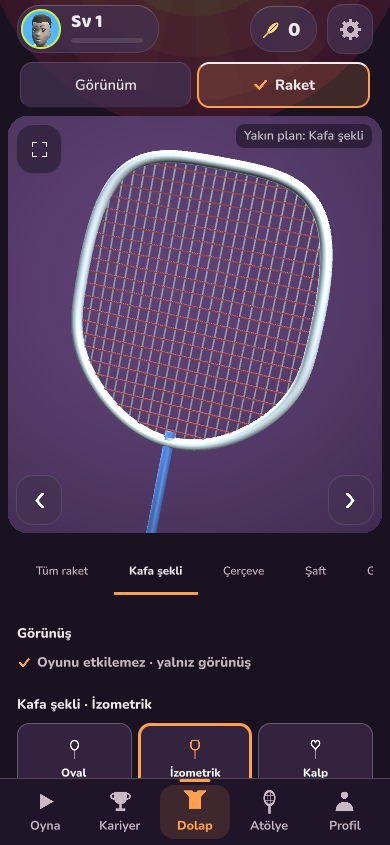 Sv 1
0
Görünüm
Raket
Yakın plan: Kafa şekli
Tüm raket
Kafa şekli
Çerçeve
Şaft
Görünüş
Oyunu etkilemez · yalnız görünüş
Kafa şekli · İzometrik
Oval
İzometrik
Kalp
Oyna
Kariyer
Dolap
Atölye
Profil